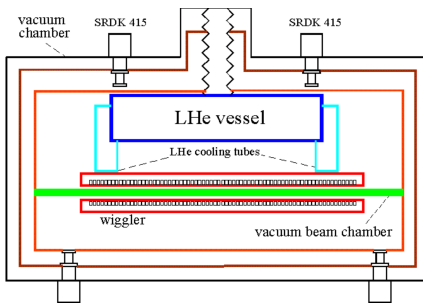 vacuum
chamber
SRDK 415
SRDK 415
LHe vessel
LHe cooling tubes
wiggler
vacuum beam chamber